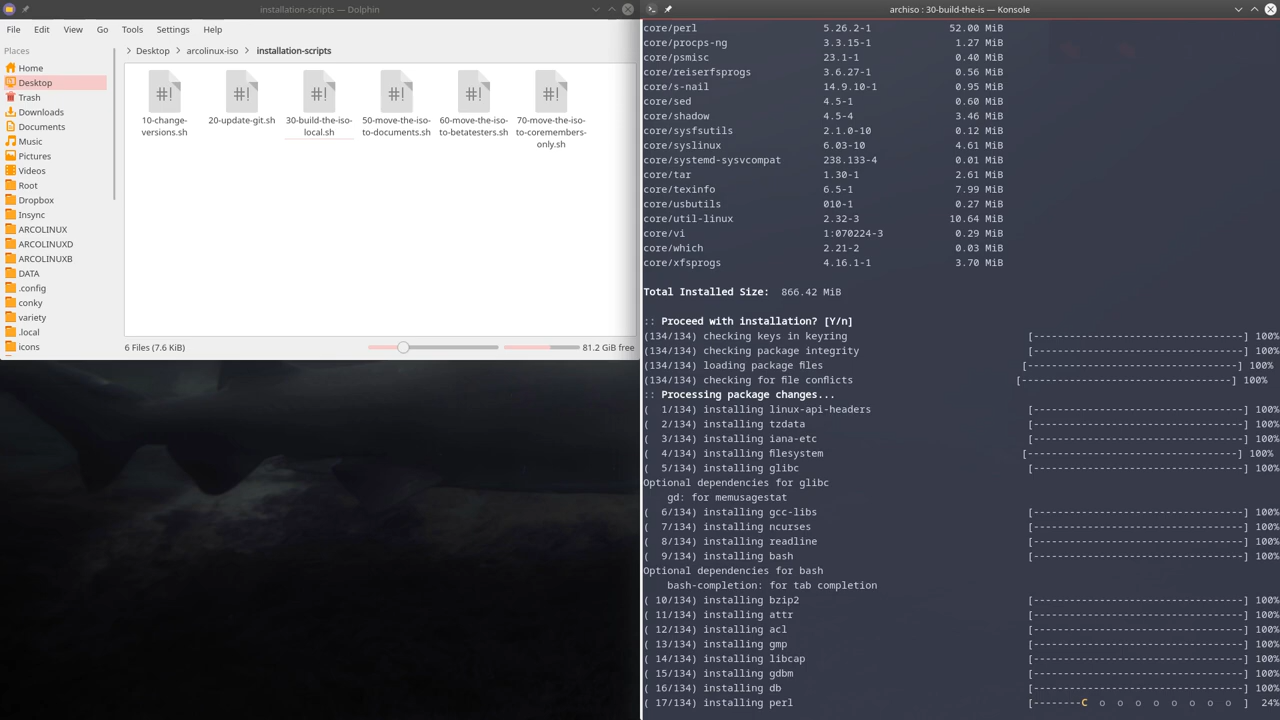 installation-scripts — Dolphin
File Edit View Go Tools Settings Help
Places
Home
Desktop
Trash
Downloads
Documents
Music
Pictures
Videos
Root
Dropbox
Insync
ARCOLINUX
ARCOLINUXD
ARCOLINUXB
DATA
.config
conky
variety
.local
icons
Desktop > arcolinux-iso > installation-scripts
10-change-
versions.sh
20-update-git.sh
30-build-the-iso-
local.sh
50-move-the-iso-
to-documents.sh
60-move-the-iso-
to-betatesters.sh
70-move-the-iso-
to-coremembers-
only.sh
6 Files (7.6 KiB)
81.2 GiB free
archiso : 30-build-the-is — Konsole
core/perl 5.26.2-1 52.00 MiB
core/procps-ng 3.3.15-1 1.27 MiB
core/psmisc 23.1-1 0.40 MiB
core/reiserfsprogs 3.6.27-1 0.56 MiB
core/s-nail 14.9.10-1 0.95 MiB
core/sed 4.5-1 0.60 MiB
core/shadow 4.5-4 3.46 MiB
core/sysfsutils 2.1.0-10 0.12 MiB
core/syslinux 6.03-10 4.61 MiB
core/systemd-sysvcompat 238.133-4 0.01 MiB
core/tar 1.30-1 2.61 MiB
core/texinfo 6.5-1 7.99 MiB
core/usbutils 010-1 0.27 MiB
core/util-linux 2.32-3 10.64 MiB
core/vi 1:070224-3 0.29 MiB
core/which 2.21-2 0.03 MiB
core/xfsprogs 4.16.1-1 3.70 MiB
Total Installed Size: 866.42 MiB
:: Proceed with installation? [Y/n]
(134/134) checking keys in keyring [-----------------------------------] 100%
(134/134) checking package integrity [-----------------------------------] 100%
(134/134) loading package files [-----------------------------------] 100%
(134/134) checking for file conflicts [-----------------------------------] 100%
:: Processing package changes...
( 1/134) installing linux-api-headers [-----------------------------------] 100%
( 2/134) installing tzdata [-----------------------------------] 100%
( 3/134) installing iana-etc [-----------------------------------] 100%
( 4/134) installing filesystem [-----------------------------------] 100%
( 5/134) installing glibc [-----------------------------------] 100%
Optional dependencies for glibc
gd: for memusagestat
( 6/134) installing gcc-libs [-----------------------------------] 100%
( 7/134) installing ncurses [-----------------------------------] 100%
( 8/134) installing readline [-----------------------------------] 100%
( 9/134) installing bash [-----------------------------------] 100%
Optional dependencies for bash
bash-completion: for tab completion
( 10/134) installing bzip2 [-----------------------------------] 100%
( 11/134) installing attr [-----------------------------------] 100%
( 12/134) installing acl [-----------------------------------] 100%
( 13/134) installing gmp [-----------------------------------] 100%
( 14/134) installing libcap [-----------------------------------] 100%
( 15/134) installing gdbm [-----------------------------------] 100%
( 16/134) installing db [-----------------------------------] 100%
( 17/134) installing perl [--------C o o o o o o o o ] 24%